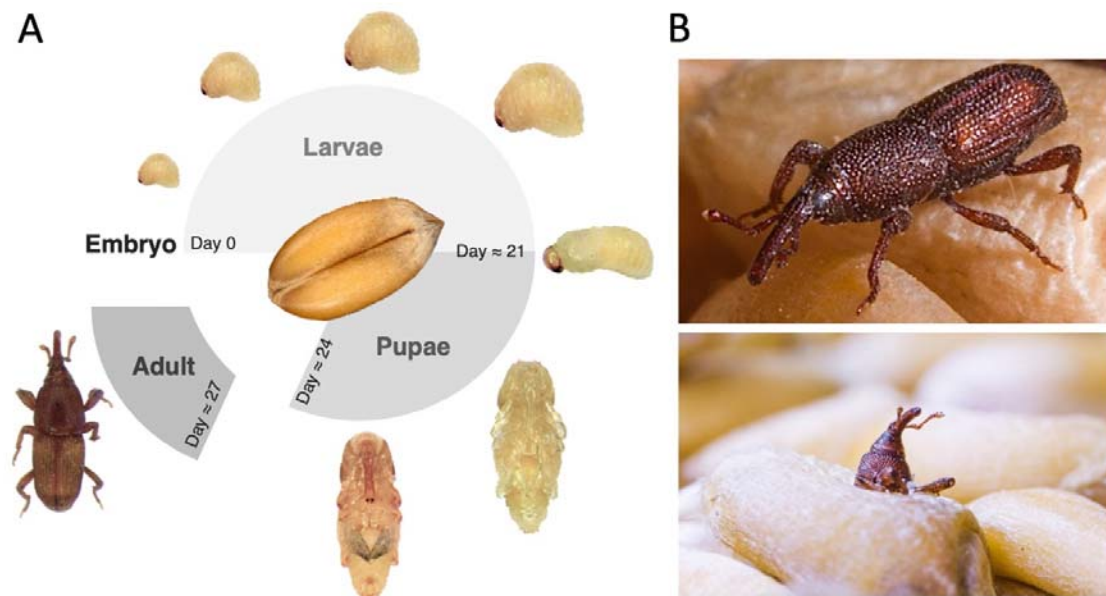 A
B
Larvae
Embryo
Day 0
Day ≈ 21
Pupae
Day ≈ 24
Adult
Day ≈ 27